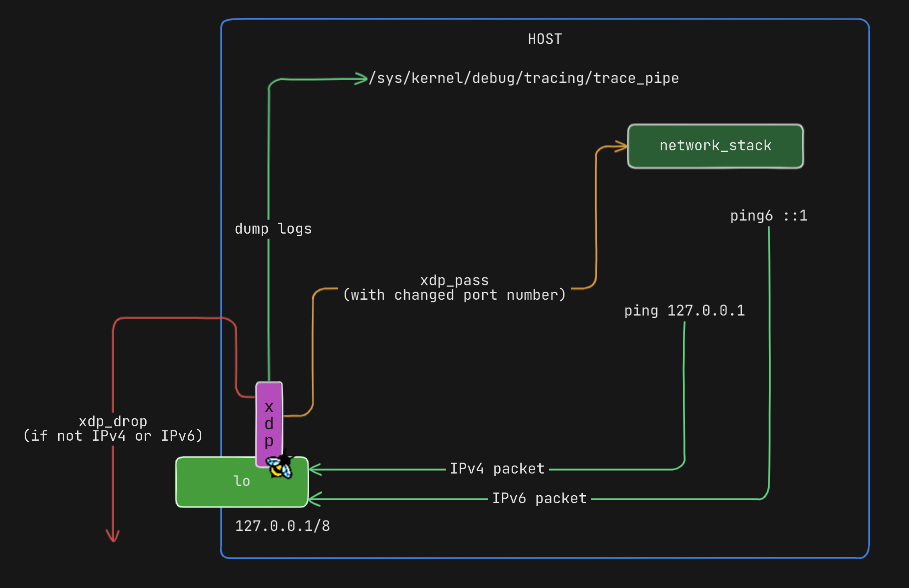 HOST
/sys/kernel/debug/tracing/trace_pipe
network_stack
ping6 ::1
dump logs
xdp_pass
(with changed port number)
ping 127.0.0.1
x
d
p
xdp_drop
(if not IPv4 or IPv6)
IPv4 packet
lo
IPv6 packet
127.0.0.1/8